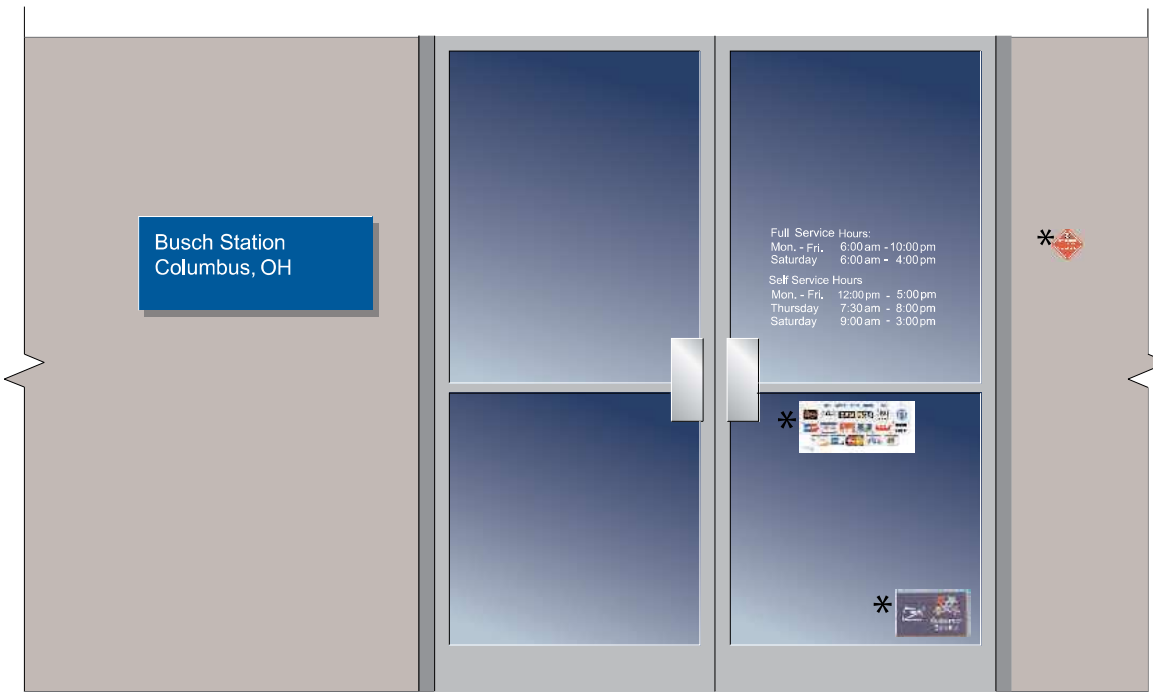 Busch Station
Columbus, OH
Full Service Hours:
Mon. - Fri. 6:00 am - 10:00 pm
Saturday 6:00 am - 4:00 pm
Self Service Hours
Mon. - Fri. 12:00 pm - 5:00 pm
Thursday 7:30 am - 8:00 pm
Saturday 9:00 am - 3:00 pm
*
*
*